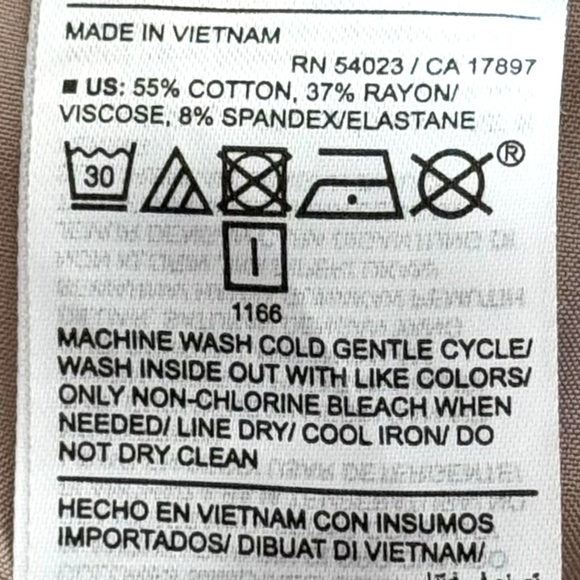 MADE IN VIETNAM
RN 54023 / CA 17897
■ US: 55% COTTON, 37% RAYON/
VISCOSE, 8% SPANDEX/ELASTANE
30
®
1166
MACHINE WASH COLD GENTLE CYCLE/
WASH INSIDE OUT WITH LIKE COLORS/
ONLY NON-CHLORINE BLEACH WHEN
NEEDED/ LINE DRY/ COOL IRON/ DO
NOT DRY CLEAN
HECHO EN VIETNAM CON INSUMOS
IMPORTADOS/ DIBUAT DI VIETNAM/